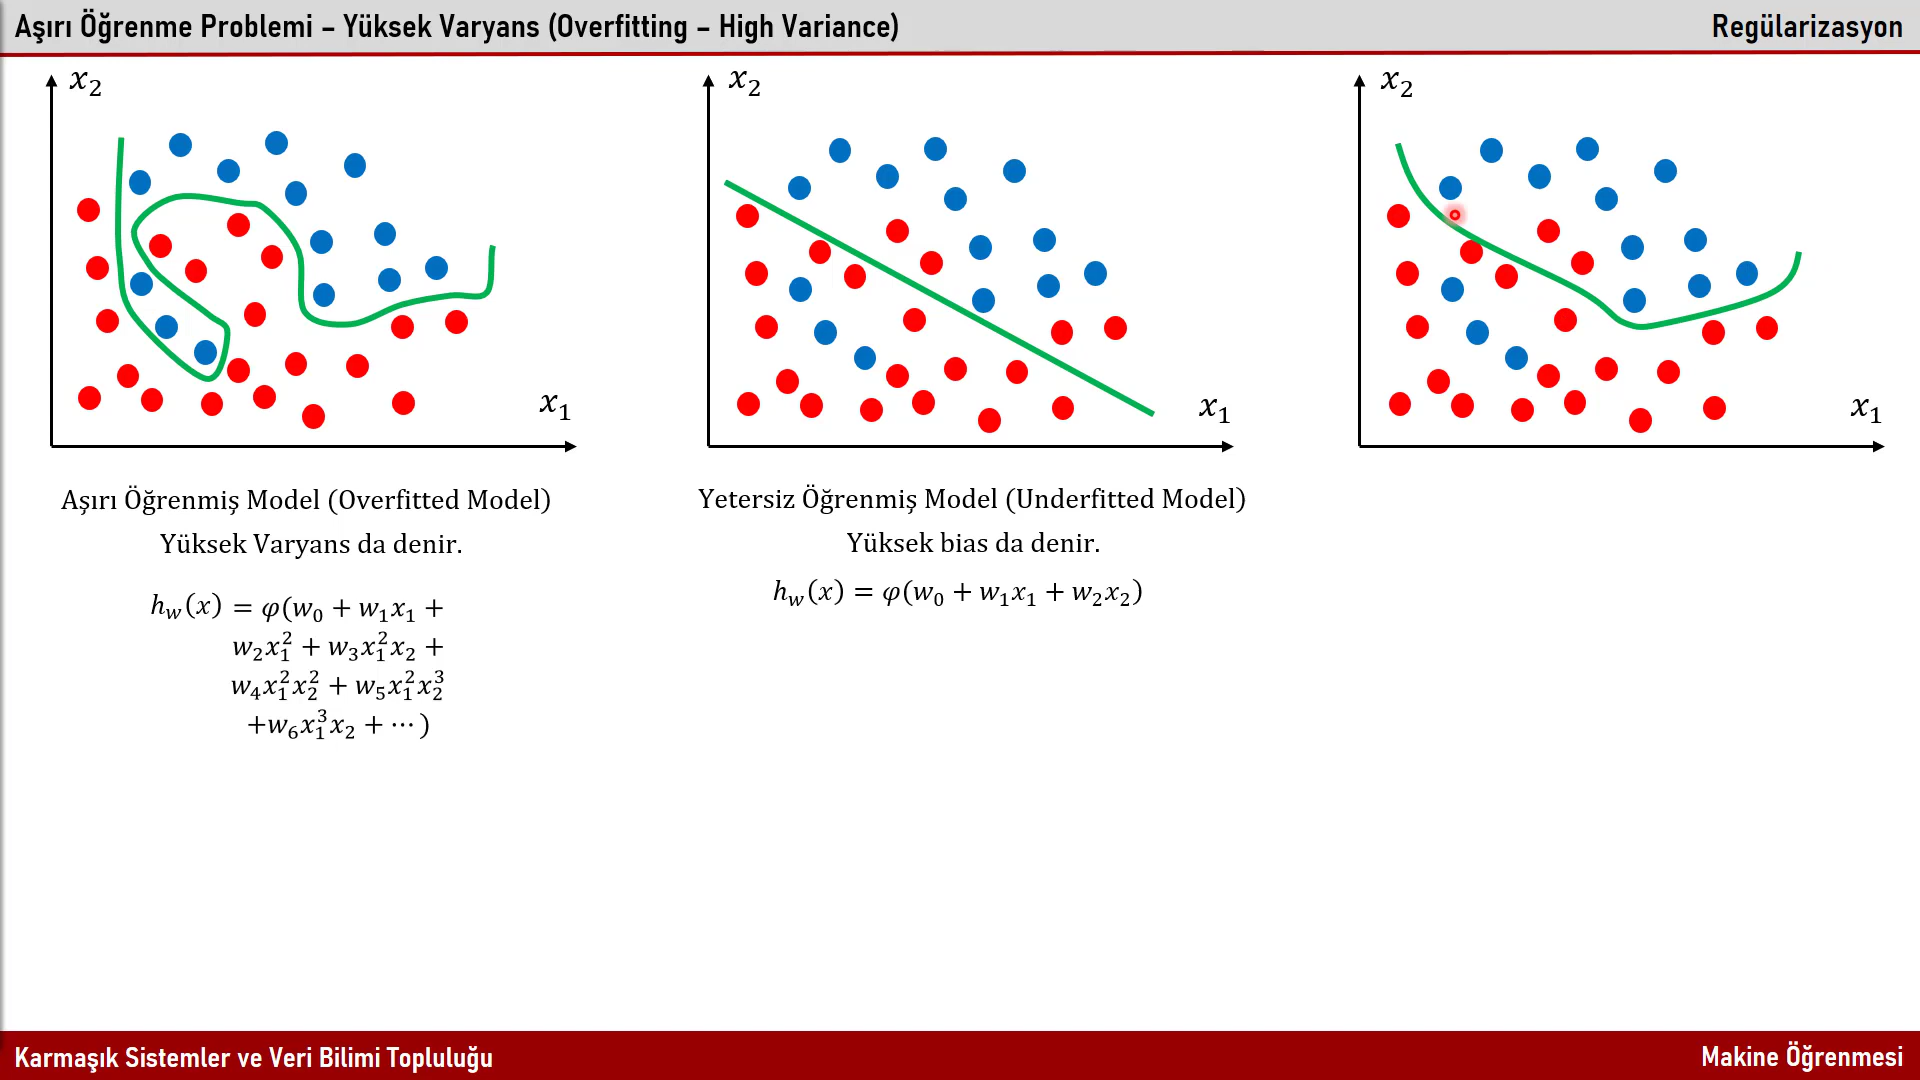 Aşırı Öğrenme Problemi – Yüksek Varyans (Overfitting – High Variance)
Regülarizasyon
x₂
x₁
x₂
x₁
x₂
x₁
Aşırı Öğrenmiş Model (Overfitted Model)
Yüksek Varyans da denir.
h_w(x) = φ(w₀ + w₁x₁ +
w₂x₁² + w₃x₁²x₂ +
w₄x₁²x₂² + w₅x₁²x₂³
+w₆x₁³x₂ + ⋯ )
Yetersiz Öğrenmiş Model (Underfitted Model)
Yüksek bias da denir.
h_w(x) = φ(w₀ + w₁x₁ + w₂x₂)
Karmaşık Sistemler ve Veri Bilimi Topluluğu
Makine Öğrenmesi